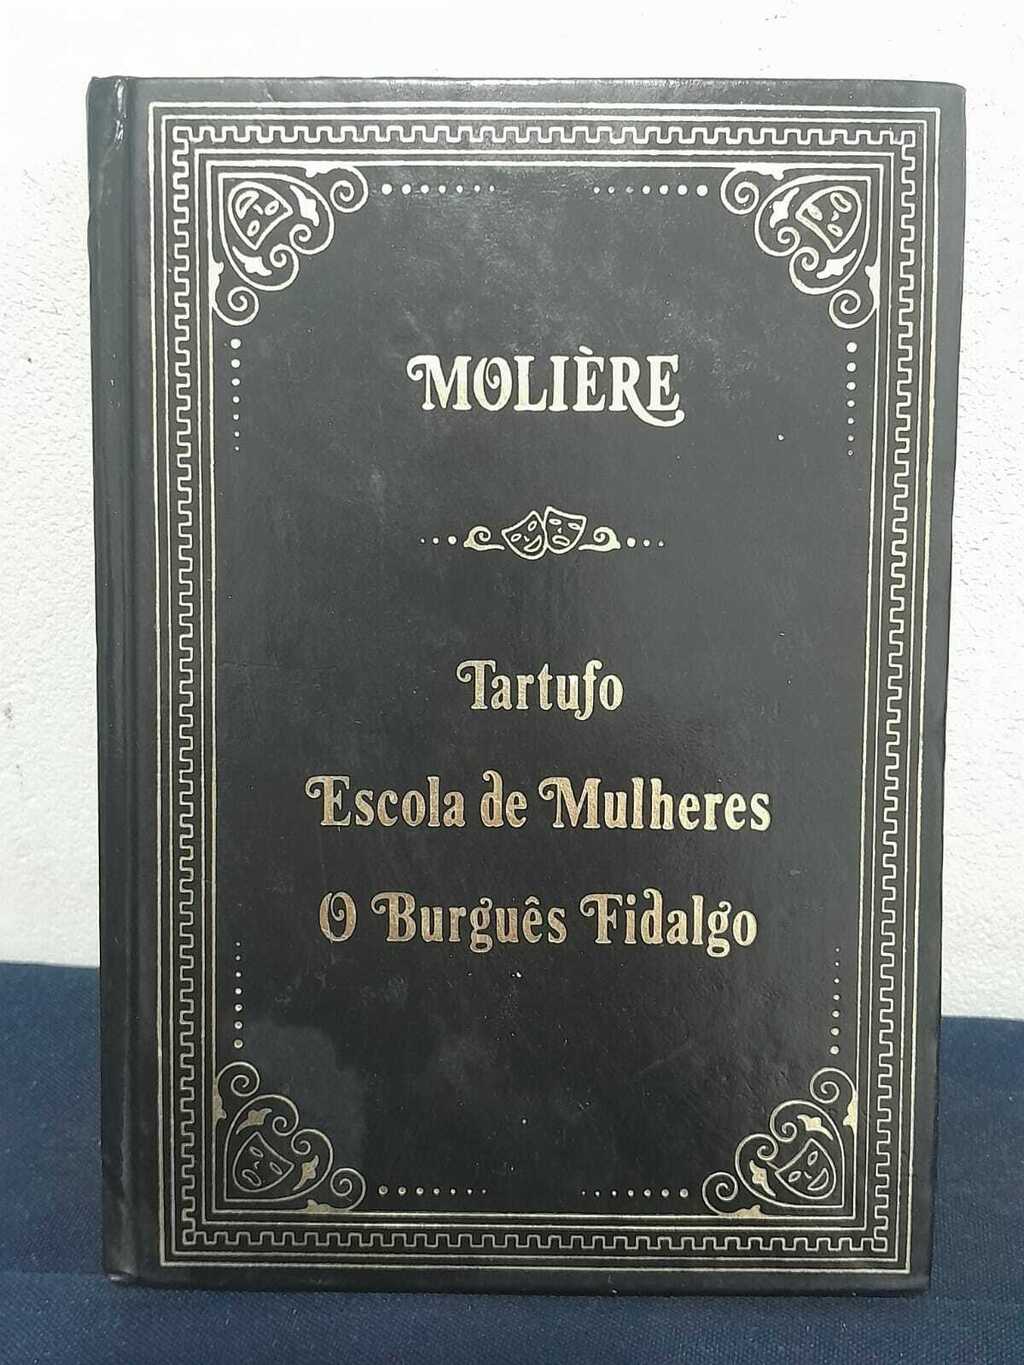 MOLIÈRE
Tartufo
Escola de Mulheres
O Burguês Fidalgo